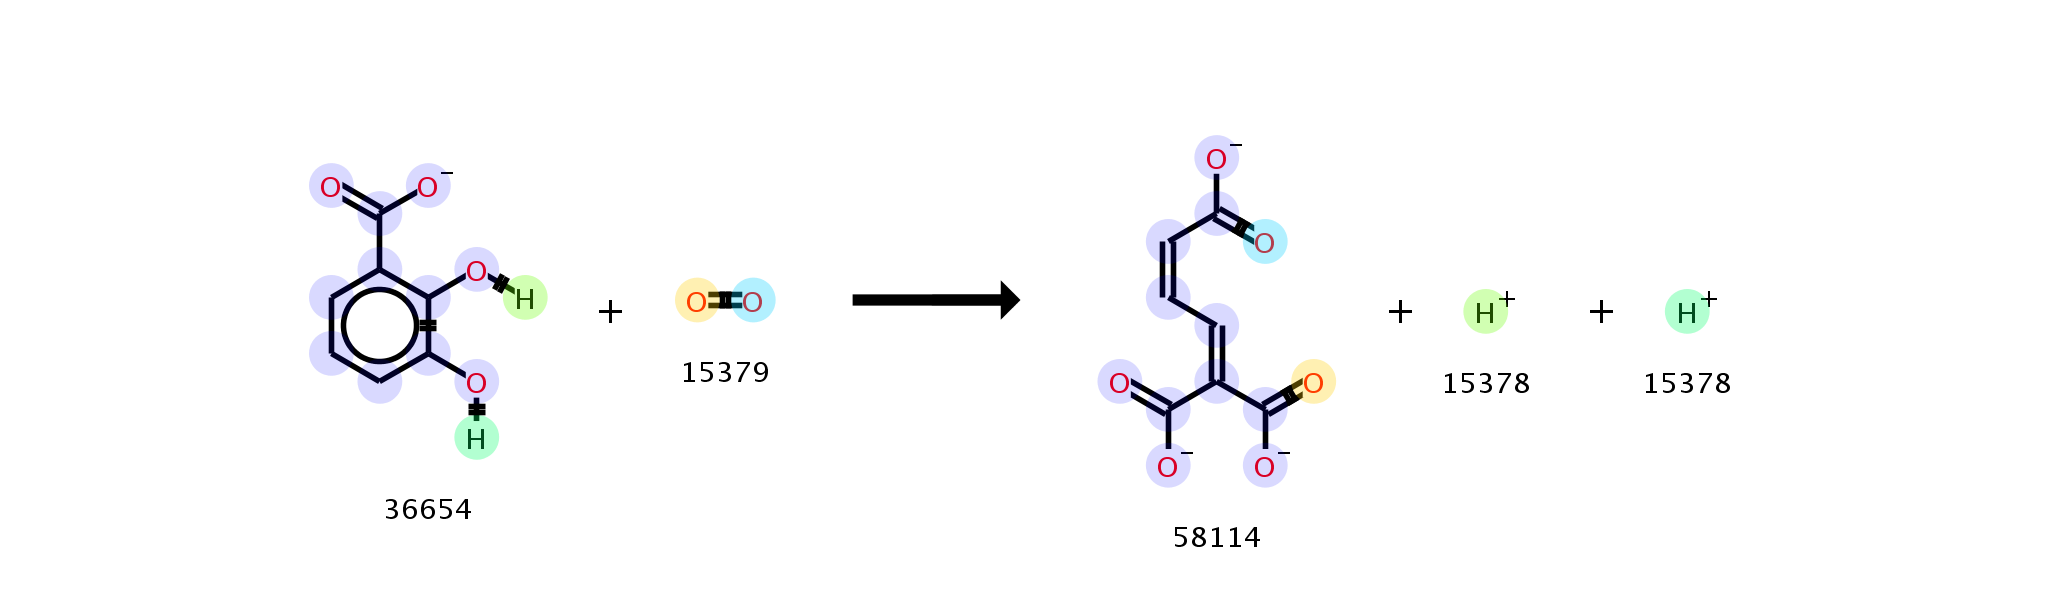 O O⁻
O H
O
H
36654
+
O O
15379
O⁻
O
O O
O⁻ O⁻
58114
+
H⁺
15378
+
H⁺
15378